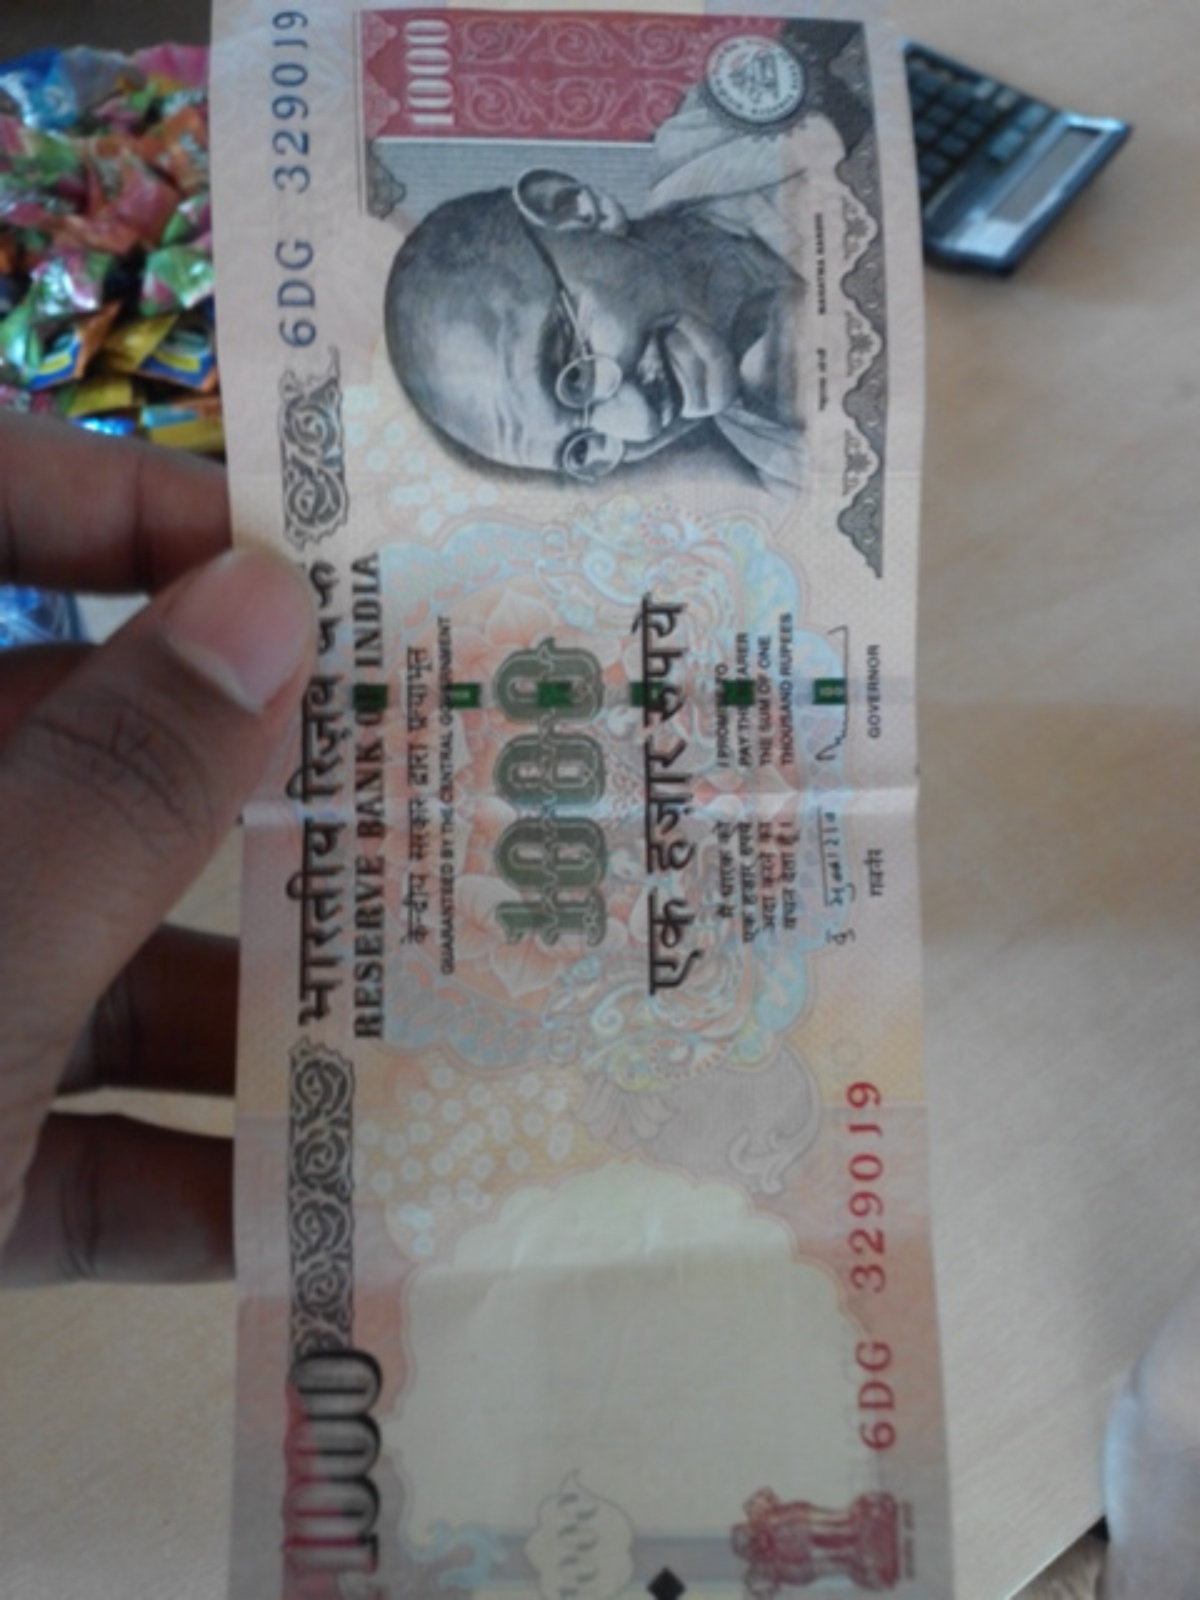 भारतीय रिज़र्व बैंक
RESERVE BANK OF INDIA
6DG 329019
केन्द्रीय सरकार द्वारा प्रत्याभूत
GUARANTEED BY THE CENTRAL GOVERNMENT
1000
1000
1000
एक हज़ार रुपये
मैं धारक को
एक हज़ार रुपये
अदा करने का
वचन देता हूँ।
I PROMISE TO
PAY THE BEARER
THE SUM OF ONE
THOUSAND RUPEES
MAHATMA GANDHI
गवर्नर
GOVERNOR
6DG 329019